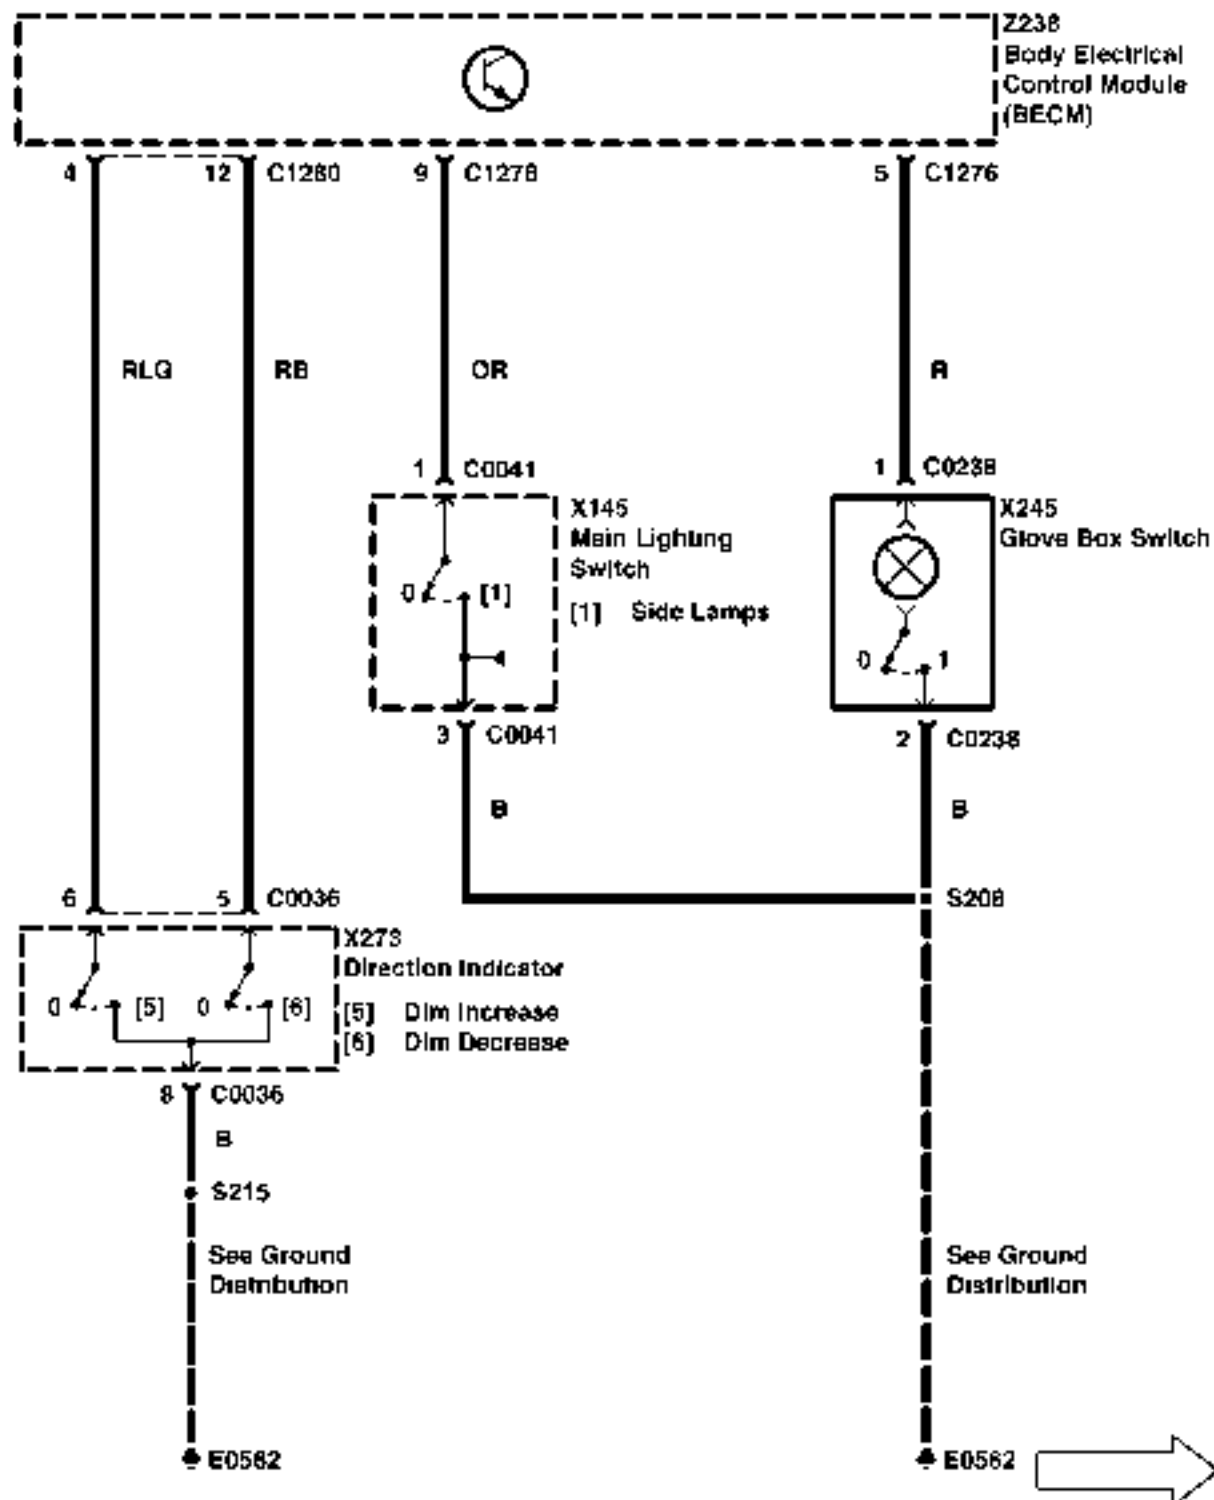 Z238
Body Electrical
Control Module
(BECM)
4 12 C1280 9 C1278 5 C1276
RLG RB OR R
1 C0041 1 C0238
X145
Main Lighting
Switch
0 [1]
[1] Side Lamps
X245
Glove Box Switch
0 1
3 C0041 2 C0238
B B
6 5 C0036 S208
X273
Direction Indicator
0 [5] 0 [6]
[5] Dim Increase
[6] Dim Decrease
8 C0036
B
S215
See Ground
Distribution
See Ground
Distribution
E0562 E0562